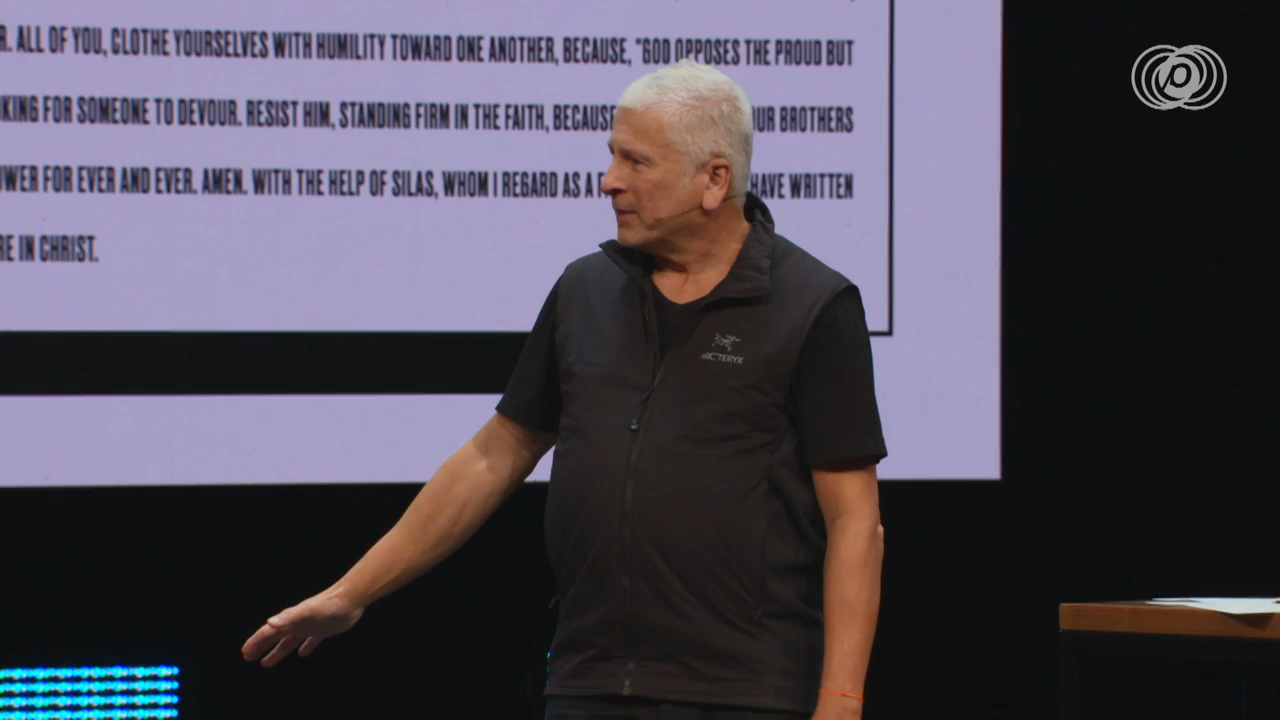 R. ALL OF YOU, CLOTHE YOURSELVES WITH HUMILITY TOWARD ONE ANOTHER, BECAUSE, "GOD OPPOSES THE PROUD BUT
KING FOR SOMEONE TO DEVOUR. RESIST HIM, STANDING FIRM IN THE FAITH, BECAUSE UR BROTHERS
WER FOR EVER AND EVER. AMEN. WITH THE HELP OF SILAS, WHOM I REGARD AS A HAVE WRITTEN
RE IN CHRIST.
ARC'TERYX